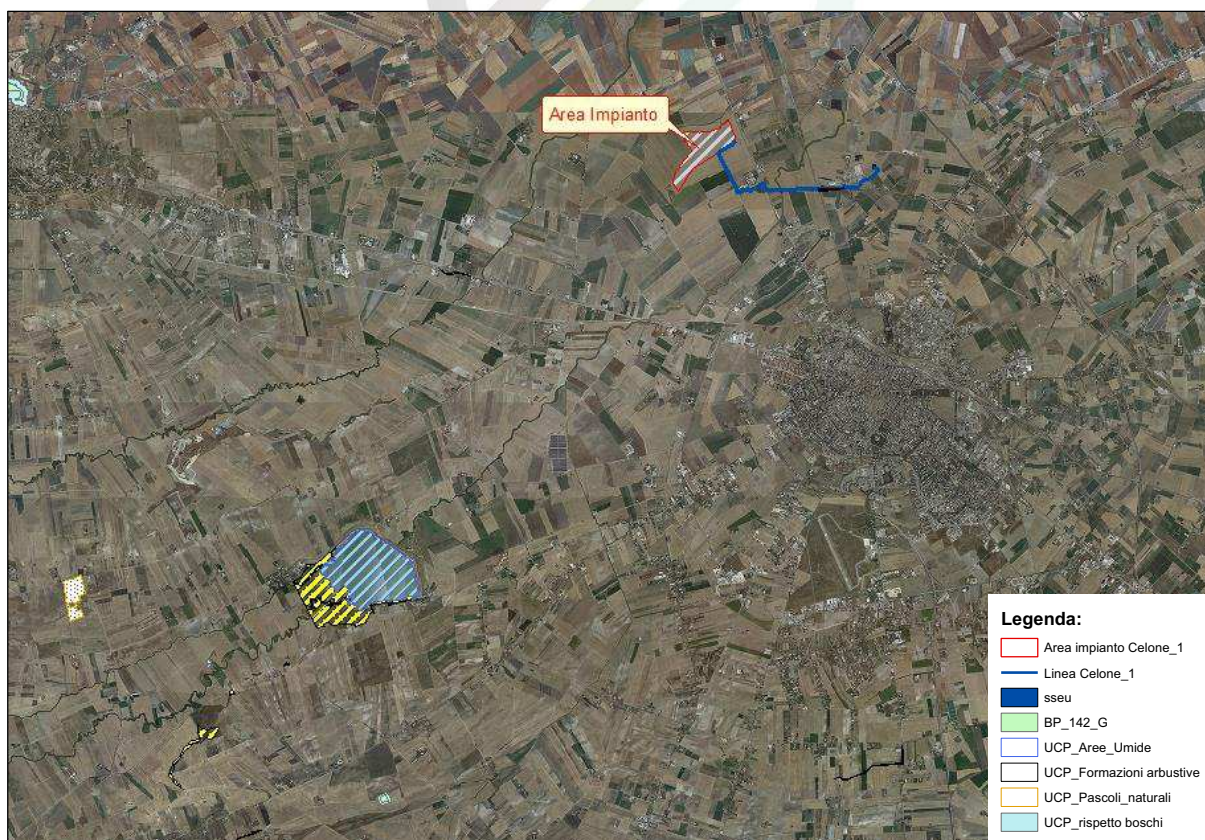 Area Impianto
Legenda:
Area impianto Celone_1
Linea Celone_1
sseu
BP_142_G
UCP_Aree_Umide
UCP_Formazioni arbustive
UCP_Pascoli_naturali
UCP_rispetto boschi